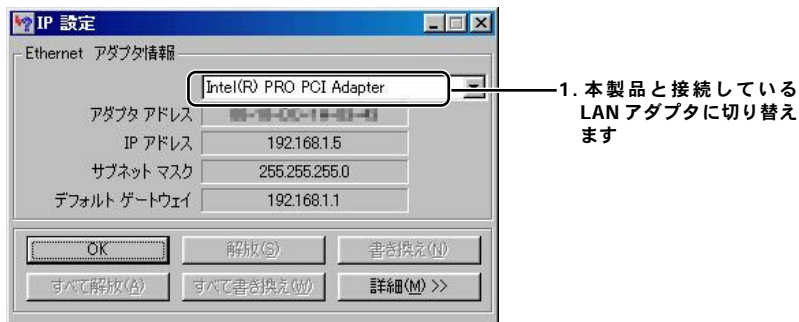 IP 設定
Ethernet アダプタ情報
Intel(R) PRO PCI Adapter
アダプタ アドレス
IP アドレス 192.168.1.5
サブネット マスク 255.255.255.0
デフォルト ゲートウェイ 192.168.1.1
OK 解放(S) 書き換え(N)
すべて解放(A) すべて書き換え(W) 詳細(M) >>
1. 本製品と接続している
LAN アダプタに切り替え
ます